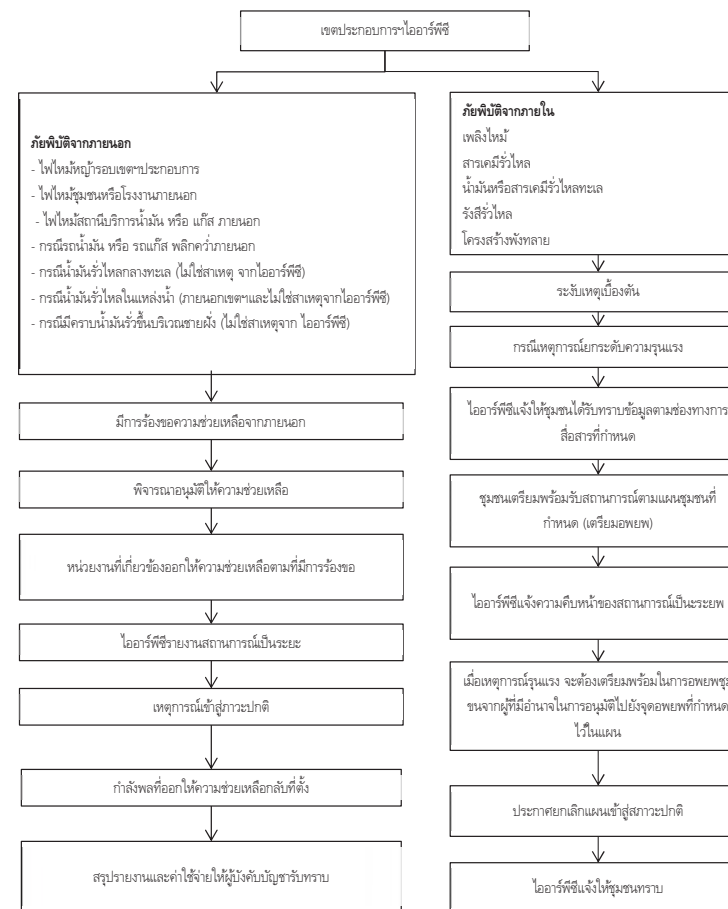 เขตประกอบการฯไออาร์พีซี
ภัยพิบัติจากภายนอก
- ไฟไหม้หญ้ารอบเขตฯประกอบการ
- ไฟไหม้ชุมชนหรือโรงงานภายนอก
- ไฟไหม้สถานีบริการน้ำมัน หรือ แก๊ส ภายนอก
- กรณีรถน้ำมัน หรือ รถแก๊ส พลิกคว่ำภายนอก
- กรณีน้ำมันรั่วไหลกลางทะเล (ไม่ใช่สาเหตุ จากไออาร์พีซี)
- กรณีน้ำมันรั่วไหลในแหล่งน้ำ (ภายนอกเขตฯและไม่ใช่สาเหตุจากไออาร์พีซี)
- กรณีมีคราบน้ำมันรั่วขึ้นบริเวณชายฝั่ง (ไม่ใช่สาเหตุจาก ไออาร์พีซี)
มีการร้องขอความช่วยเหลือจากภายนอก
พิจารณาอนุมัติให้ความช่วยเหลือ
หน่วยงานที่เกี่ยวข้องออกให้ความช่วยเหลือตามที่มีการร้องขอ
ไออาร์พีซีรายงานสถานการณ์เป็นระยะ
เหตุการณ์เข้าสู่ภาวะปกติ
กำลังพลที่ออกให้ความช่วยเหลือกลับที่ตั้ง
สรุปรายงานและค่าใช้จ่ายให้ผู้บังคับบัญชารับทราบ
ภัยพิบัติจากภายใน
เพลิงไหม้
สารเคมีรั่วไหล
น้ำมันหรือสารเคมีรั่วไหลทะเล
รังสีรั่วไหล
โครงสร้างพังทลาย
ระงับเหตุเบื้องต้น
กรณีเหตุการณ์ยกระดับความรุนแรง
ไออาร์พีซีแจ้งให้ชุมชนได้รับทราบข้อมูลตามช่องทางการ
สื่อสารที่กำหนด
ชุมชนเตรียมพร้อมรับสถานการณ์ตามแผนชุมชนที่
กำหนด (เตรียมอพยพ)
ไออาร์พีซีแจ้งความคืบหน้าของสถานการณ์เป็นะระยพ
เมื่อเหตุการณ์รุนแรง จะต้องเตรียมพร้อมในการอพยพชุม
ชนจากผู้ที่มีอำนาจในการอนุมัติไปยังจุดอพยพที่กำหนด
ไว้ในแผน
ประกาศยกเลิกแผนเข้าสู่สภาวะปกติ
ไออาร์พีซีแจ้งให้ชุมชนทราบ